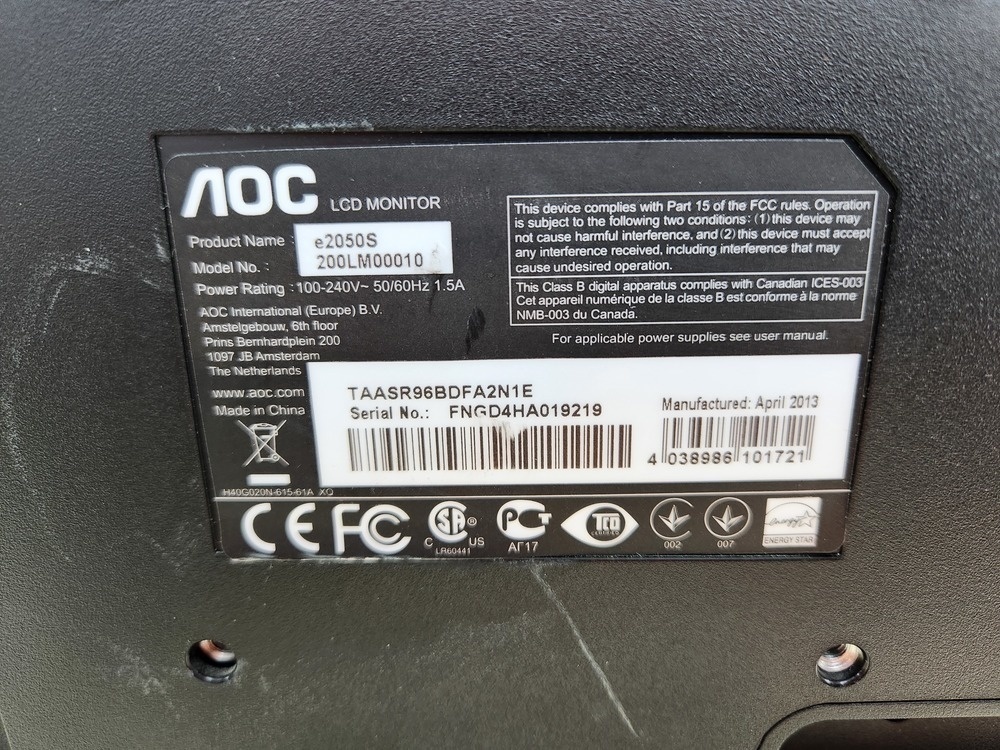 AOC LCD MONITOR
Product Name : e2050S
Model No. : 200LM00010
Power Rating : 100-240V~ 50/60Hz 1.5A
AOC International (Europe) B.V.
Amstelgebouw, 6th floor
Prins Bernhardplein 200
1097 JB Amsterdam
The Netherlands
www.aoc.com
Made in China
H40G020N-615-61A XQ
This device complies with Part 15 of the FCC rules. Operation
is subject to the following two conditions: (1) this device may
not cause harmful interference, and (2) this device must accept
any interference received, including interference that may
cause undesired operation.
This Class B digital apparatus complies with Canadian ICES-003
Cet appareil numérique de la classe B est conforme à la norme
NMB-003 du Canada.
For applicable power supplies see user manual.
TAASR96BDFA2N1E
Serial No.: FNGD4HA019219
Manufactured: April 2013
4 038986 101721
CE FC SA® C US LR60441 PCT АГ17 TCO CERTIFIED 002 007 energy ENERGY STAR